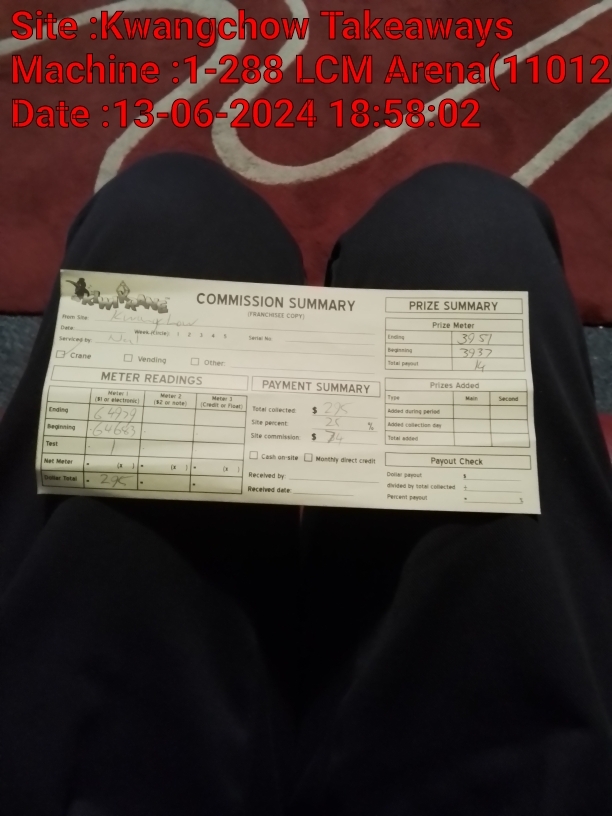 Site :Kwangchow Takeaways
Machine :1-288 LCM Arena(11012
Date :13-06-2024 18:58:02
COMMISSION SUMMARY
(FRANCHISES COPY)
Site: Kwangchow
Date:
Week (Circle): 1 2 3 4 5
Serial No:
Serviced by:
Crane
Vending
Other:
METER READINGS
Meter 1
($1 or electronic)
Meter 2
($2 or note)
Meter 3
(Credit or Float)
Ending
Beginning 64683
Test 1
Net Meter = (x ) = (x ) = (x )
Dollar Total
PAYMENT SUMMARY
Total collected: $
Site percent: 25 %
Site commission: $ 74
Cash on-site
Monthly direct credit
Received by:
Received date:
PRIZE SUMMARY
Prize Meter
Ending 3951
Beginning 3937
Total payout 14
Prizes Added
Type Main Second
Added during period
Added collection day
Total added
Payout Check
Dollar payout $
divided by total collected ÷
Percent payout =